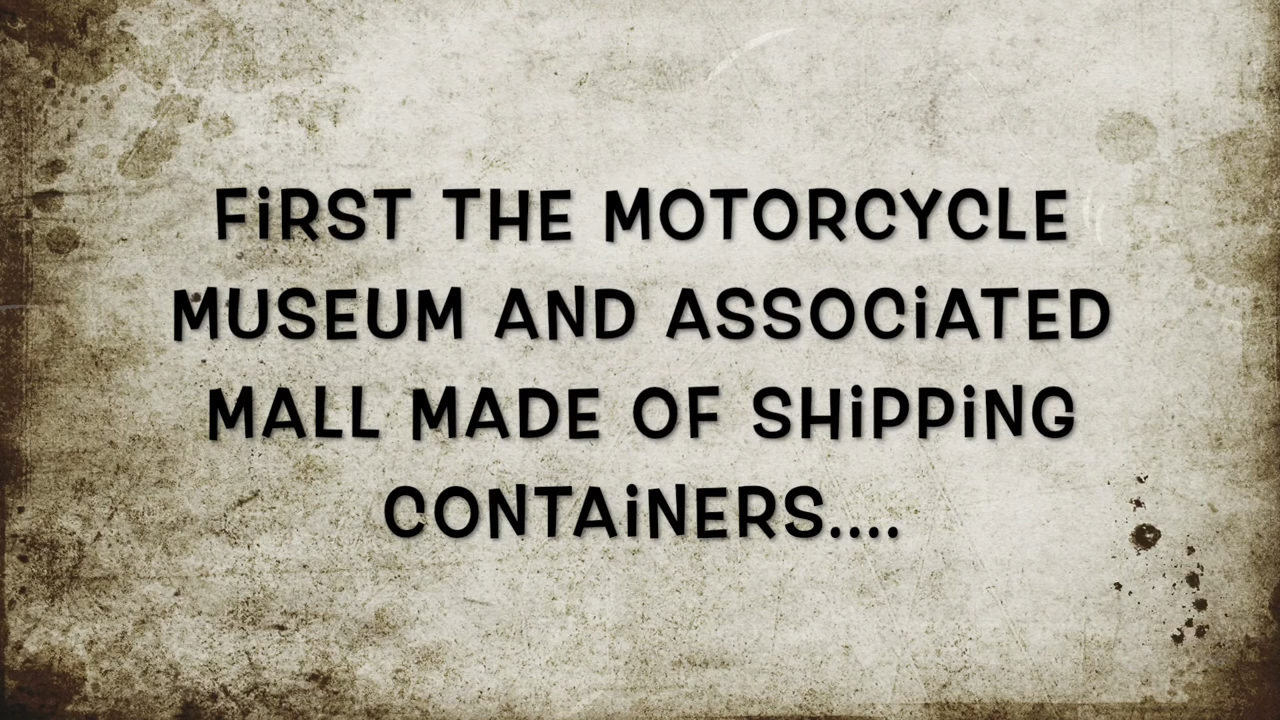 FiRST THE MOTORCYCLE
MUSEUM AND ASSOCiATED
MALL MADE OF SHiPPiNG
CONTAiNERS....